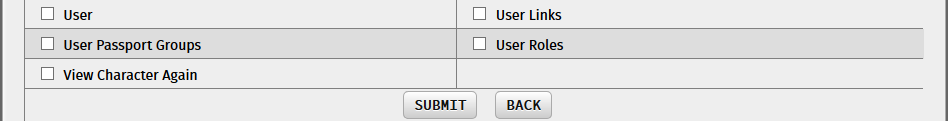 User User Links
User Passport Groups User Roles
View Character Again
SUBMIT BACK